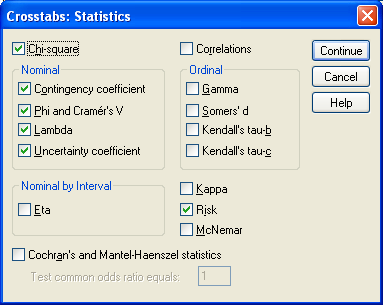 Crosstabs: Statistics
Chi-square
Correlations
Continue
Nominal
Ordinal
Cancel
Contingency coefficient
Gamma
Help
Phi and Cramér's V
Somers' d
Lambda
Kendall's tau-b
Uncertainty coefficient
Kendall's tau-c
Nominal by Interval
Kappa
Eta
Risk
McNemar
Cochran's and Mantel-Haenszel statistics
Test common odds ratio equals: 1